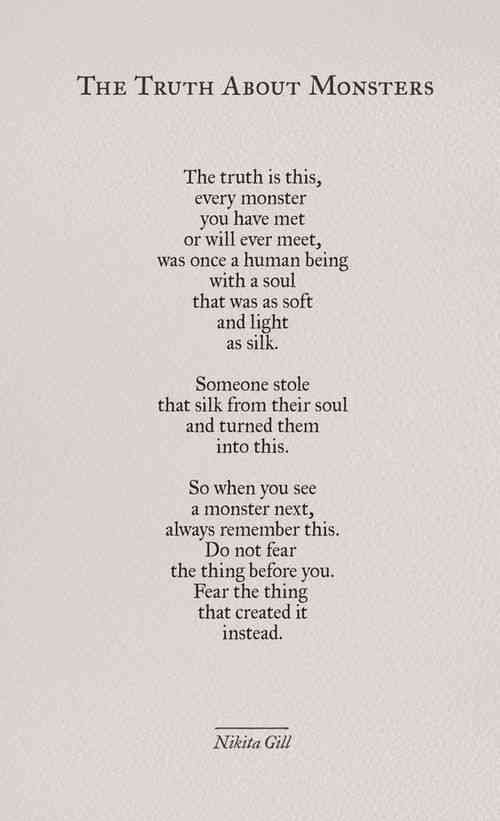 The Truth About Monsters
The truth is this,
every monster
you have met
or will ever meet,
was once a human being
with a soul
that was as soft
and light
as silk.
Someone stole
that silk from their soul
and turned them
into this.
So when you see
a monster next,
always remember this.
Do not fear
the thing before you.
Fear the thing
that created it
instead.
Nikita Gill